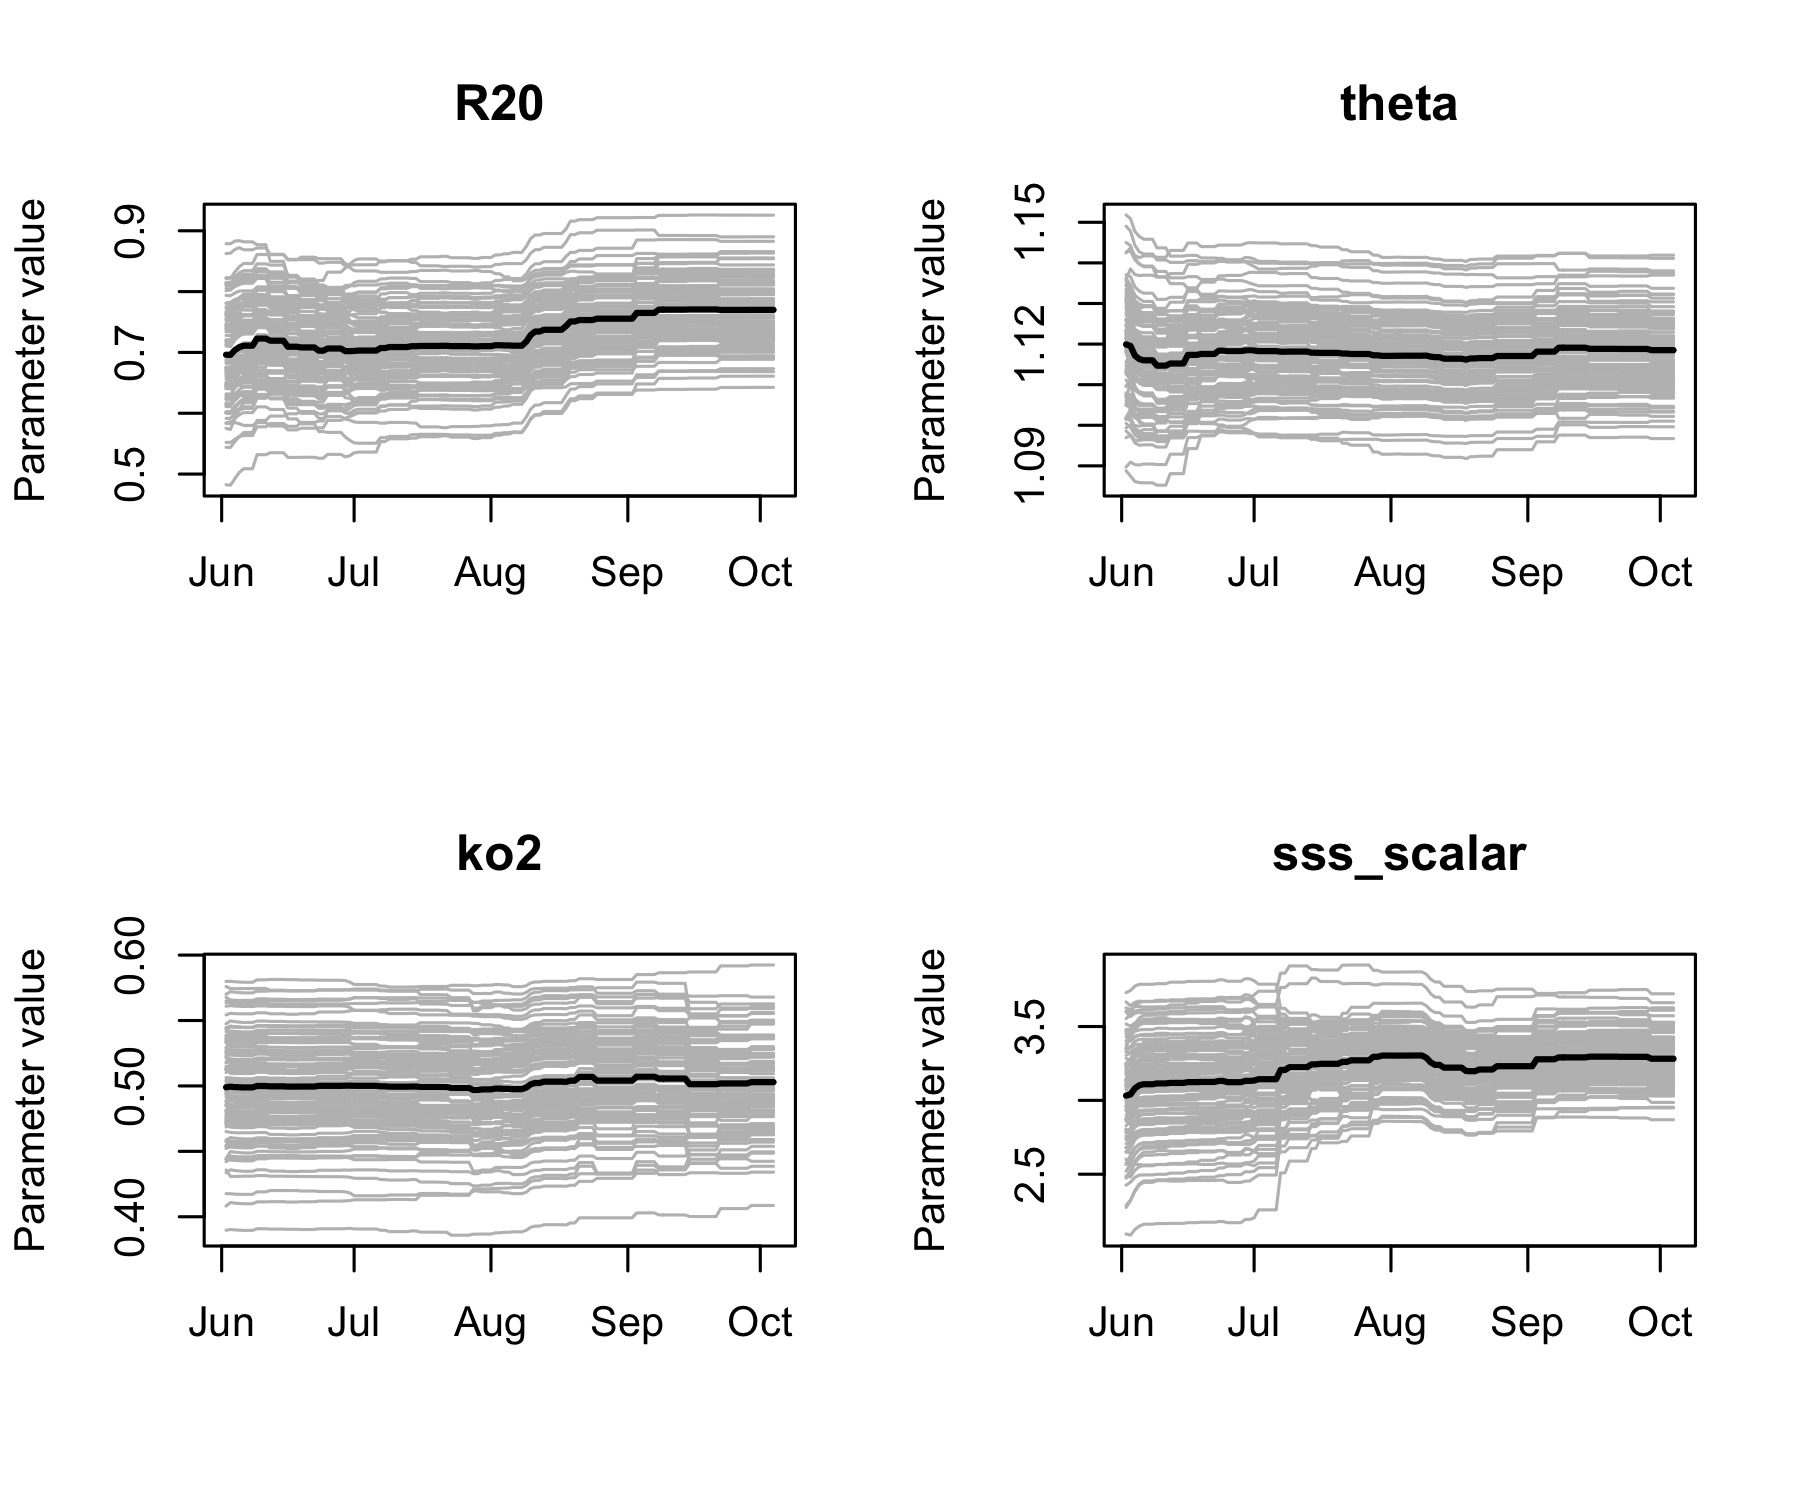 R20
Parameter value
0.5 0.7 0.9
Jun Jul Aug Sep Oct
theta
Parameter value
1.09 1.12 1.15
Jun Jul Aug Sep Oct
ko2
Parameter value
0.40 0.50 0.60
Jun Jul Aug Sep Oct
sss_scalar
Parameter value
2.5 3.5
Jun Jul Aug Sep Oct